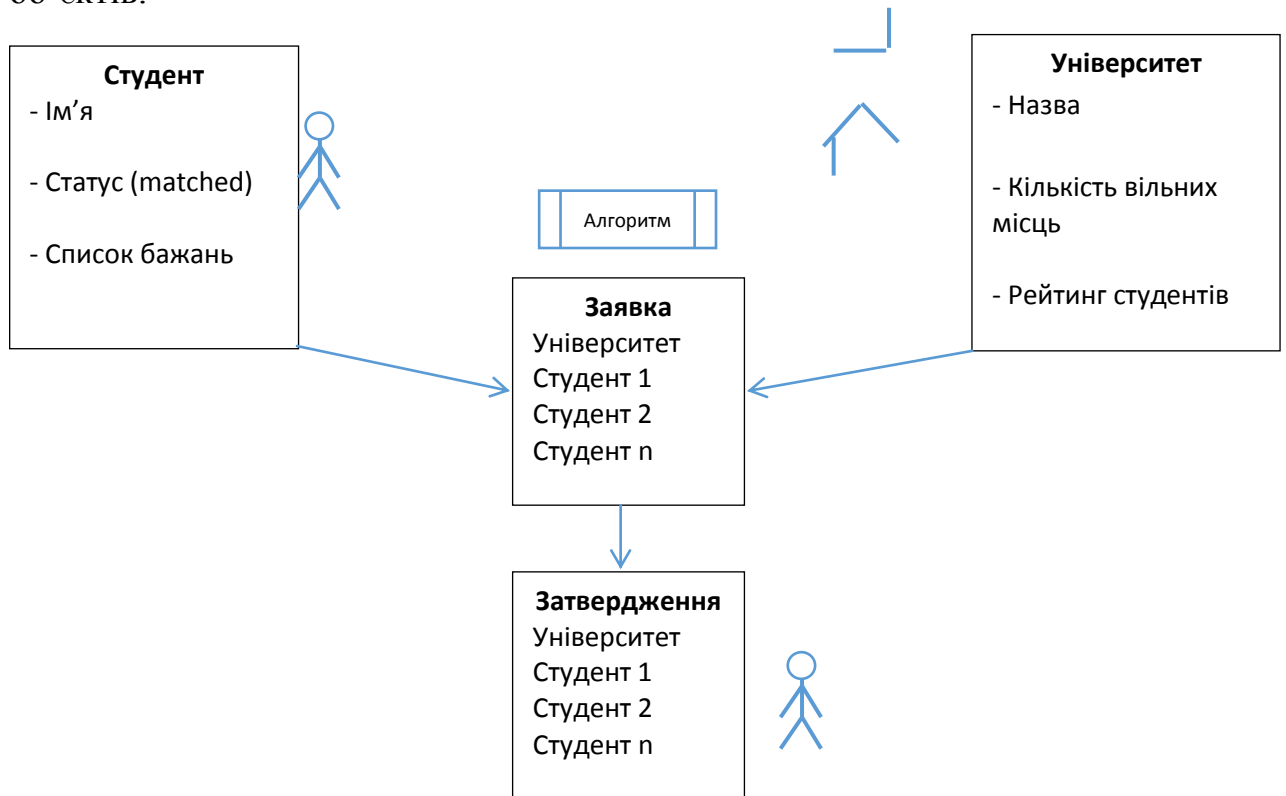 об'єктів.
Студент
- Ім’я
- Статус (matched)
- Список бажань
Алгоритм
Університет
- Назва
- Кількість вільних
місць
- Рейтинг студентів
Заявка
Університет
Студент 1
Студент 2
Студент n
Затвердження
Університет
Студент 1
Студент 2
Студент n